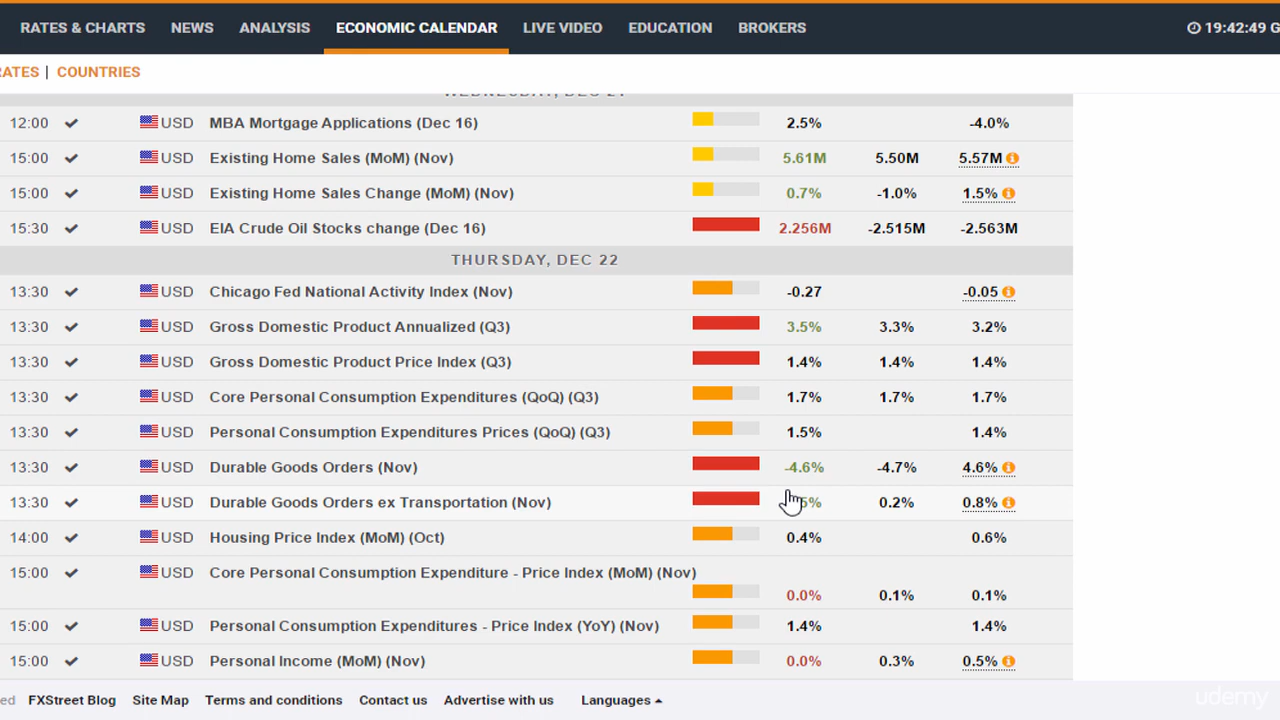 RATES & CHARTS NEWS ANALYSIS ECONOMIC CALENDAR LIVE VIDEO EDUCATION BROKERS 19:42:49 G
RATES | COUNTRIES
12:00 USD MBA Mortgage Applications (Dec 16) 2.5% -4.0%
15:00 USD Existing Home Sales (MoM) (Nov) 5.61M 5.50M 5.57M
15:00 USD Existing Home Sales Change (MoM) (Nov) 0.7% -1.0% 1.5%
15:30 USD EIA Crude Oil Stocks change (Dec 16) 2.256M -2.515M -2.563M
THURSDAY, DEC 22
13:30 USD Chicago Fed National Activity Index (Nov) -0.27 -0.05
13:30 USD Gross Domestic Product Annualized (Q3) 3.5% 3.3% 3.2%
13:30 USD Gross Domestic Product Price Index (Q3) 1.4% 1.4% 1.4%
13:30 USD Core Personal Consumption Expenditures (QoQ) (Q3) 1.7% 1.7% 1.7%
13:30 USD Personal Consumption Expenditures Prices (QoQ) (Q3) 1.5% 1.4%
13:30 USD Durable Goods Orders (Nov) -4.6% -4.7% 4.6%
13:30 USD Durable Goods Orders ex Transportation (Nov) 0.2% 0.8%
14:00 USD Housing Price Index (MoM) (Oct) 0.4% 0.6%
15:00 USD Core Personal Consumption Expenditure - Price Index (MoM) (Nov)
0.0% 0.1% 0.1%
15:00 USD Personal Consumption Expenditures - Price Index (YoY) (Nov) 1.4% 1.4%
15:00 USD Personal Income (MoM) (Nov) 0.0% 0.3% 0.5%
ed FXStreet Blog Site Map Terms and conditions Contact us Advertise with us Languages
udemy